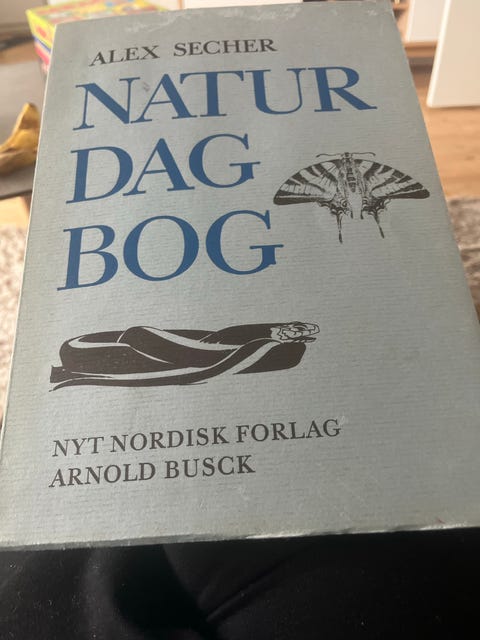 ALEX SECHER
NATUR
DAG
BOG
NYT NORDISK FORLAG
ARNOLD BUSCK